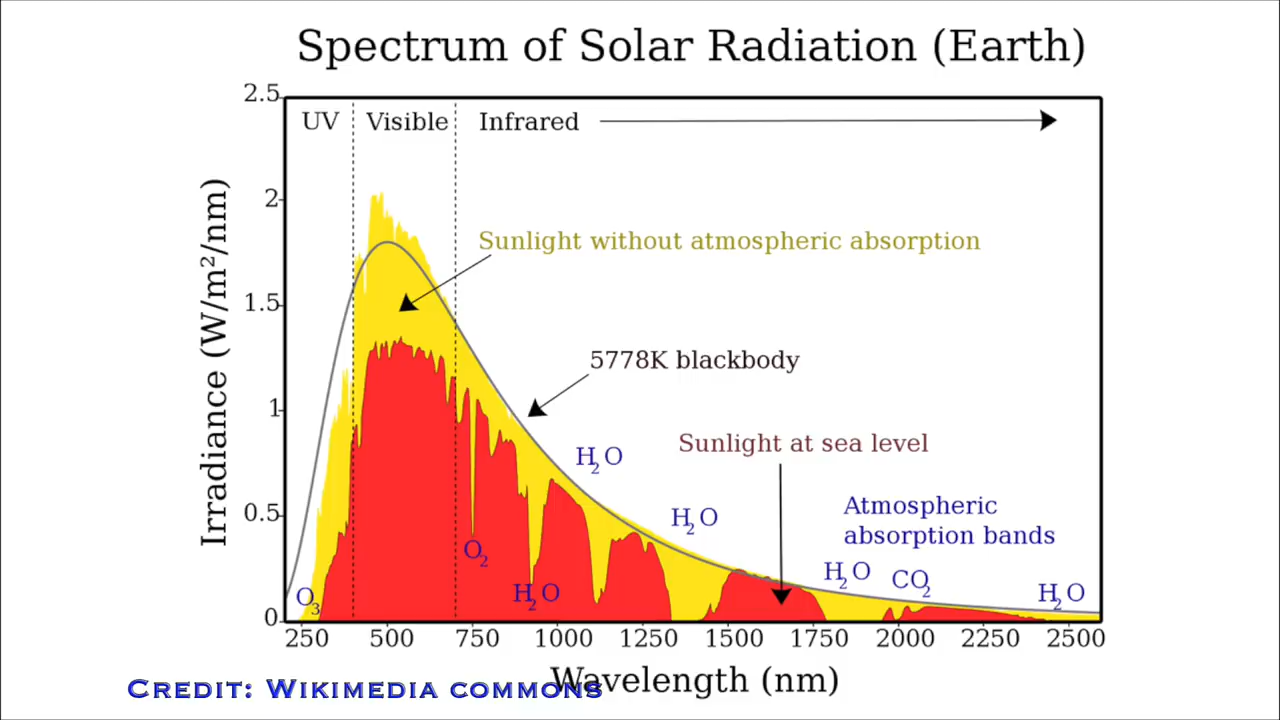 Spectrum of Solar Radiation (Earth)
UV Visible Infrared
Irradiance (W/m²/nm)
2.5
2
1.5
1
0.5
0
Sunlight without atmospheric absorption
5778K blackbody
Sunlight at sea level
H₂O
H₂O
Atmospheric
absorption bands
O₃
O₂
H₂O
H₂O
CO₂
H₂O
250 500 750 1000 1250 1500 1750 2000 2250 2500
Wavelength (nm)
CREDIT: WIKIMEDIA COMMONS